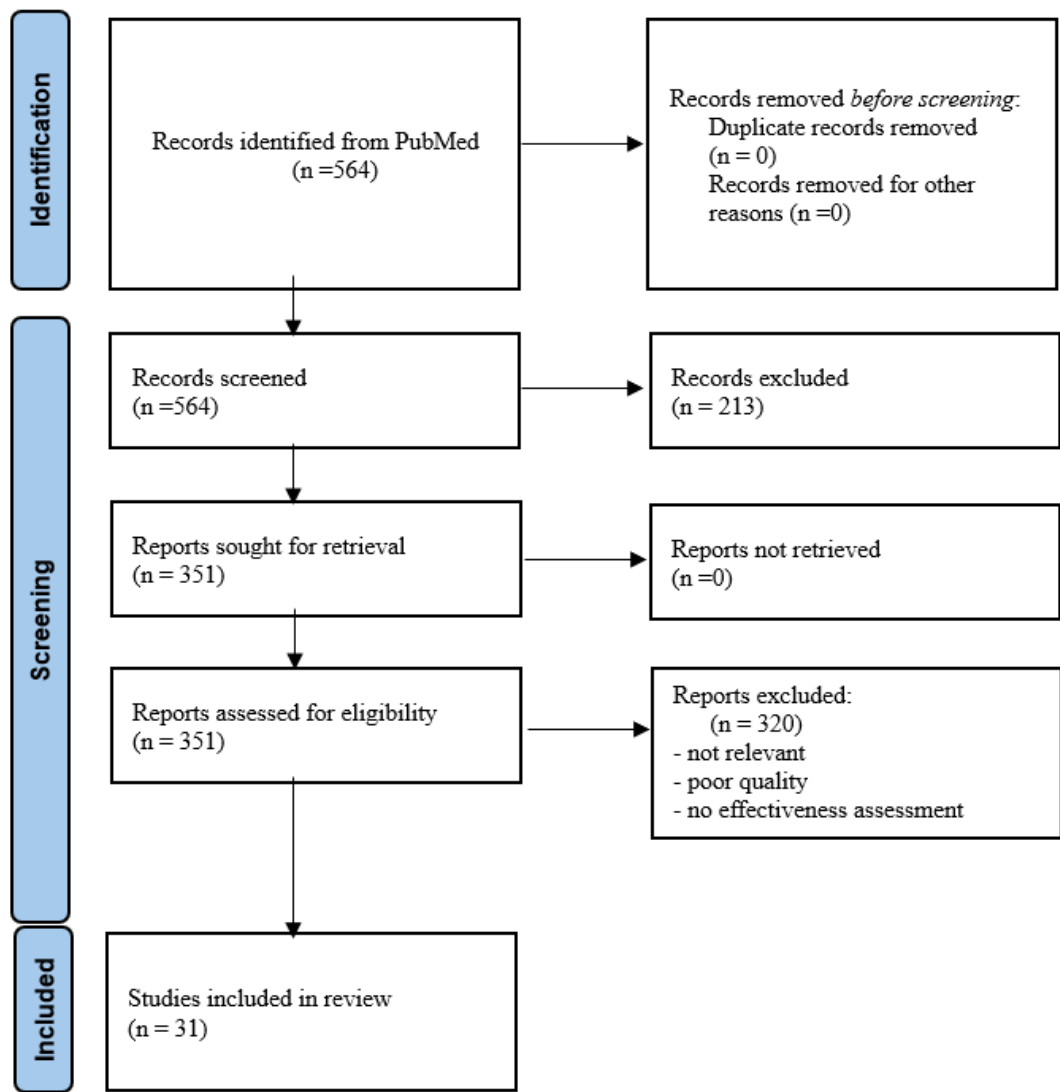 Identification
Records identified from PubMed
(n =564)
Records removed before screening:
Duplicate records removed
(n = 0)
Records removed for other
reasons (n =0)
Screening
Records screened
(n =564)
Records excluded
(n = 213)
Reports sought for retrieval
(n = 351)
Reports not retrieved
(n =0)
Reports assessed for eligibility
(n = 351)
Reports excluded:
(n = 320)
- not relevant
- poor quality
- no effectiveness assessment
Included
Studies included in review
(n = 31)